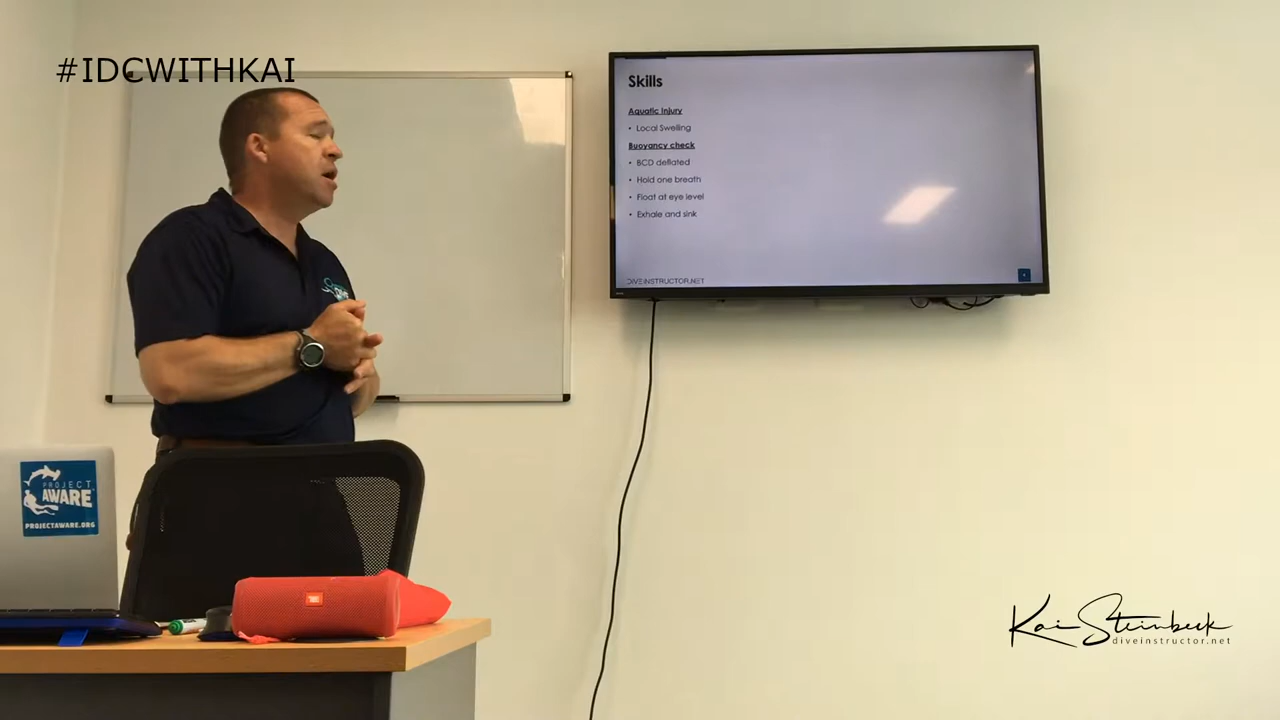 #IDCWITHKAI
Skills
Aquatic Injury
• Local Swelling
Buoyancy check
• BCD deflated
• Hold one breath
• Float at eye level
• Exhale and sink
DIVEINSTRUCTOR.NET
PROJECT
AWARE
PROJECTAWARE.ORG
JBL
Kai Steinbeck
diveinstructor.net